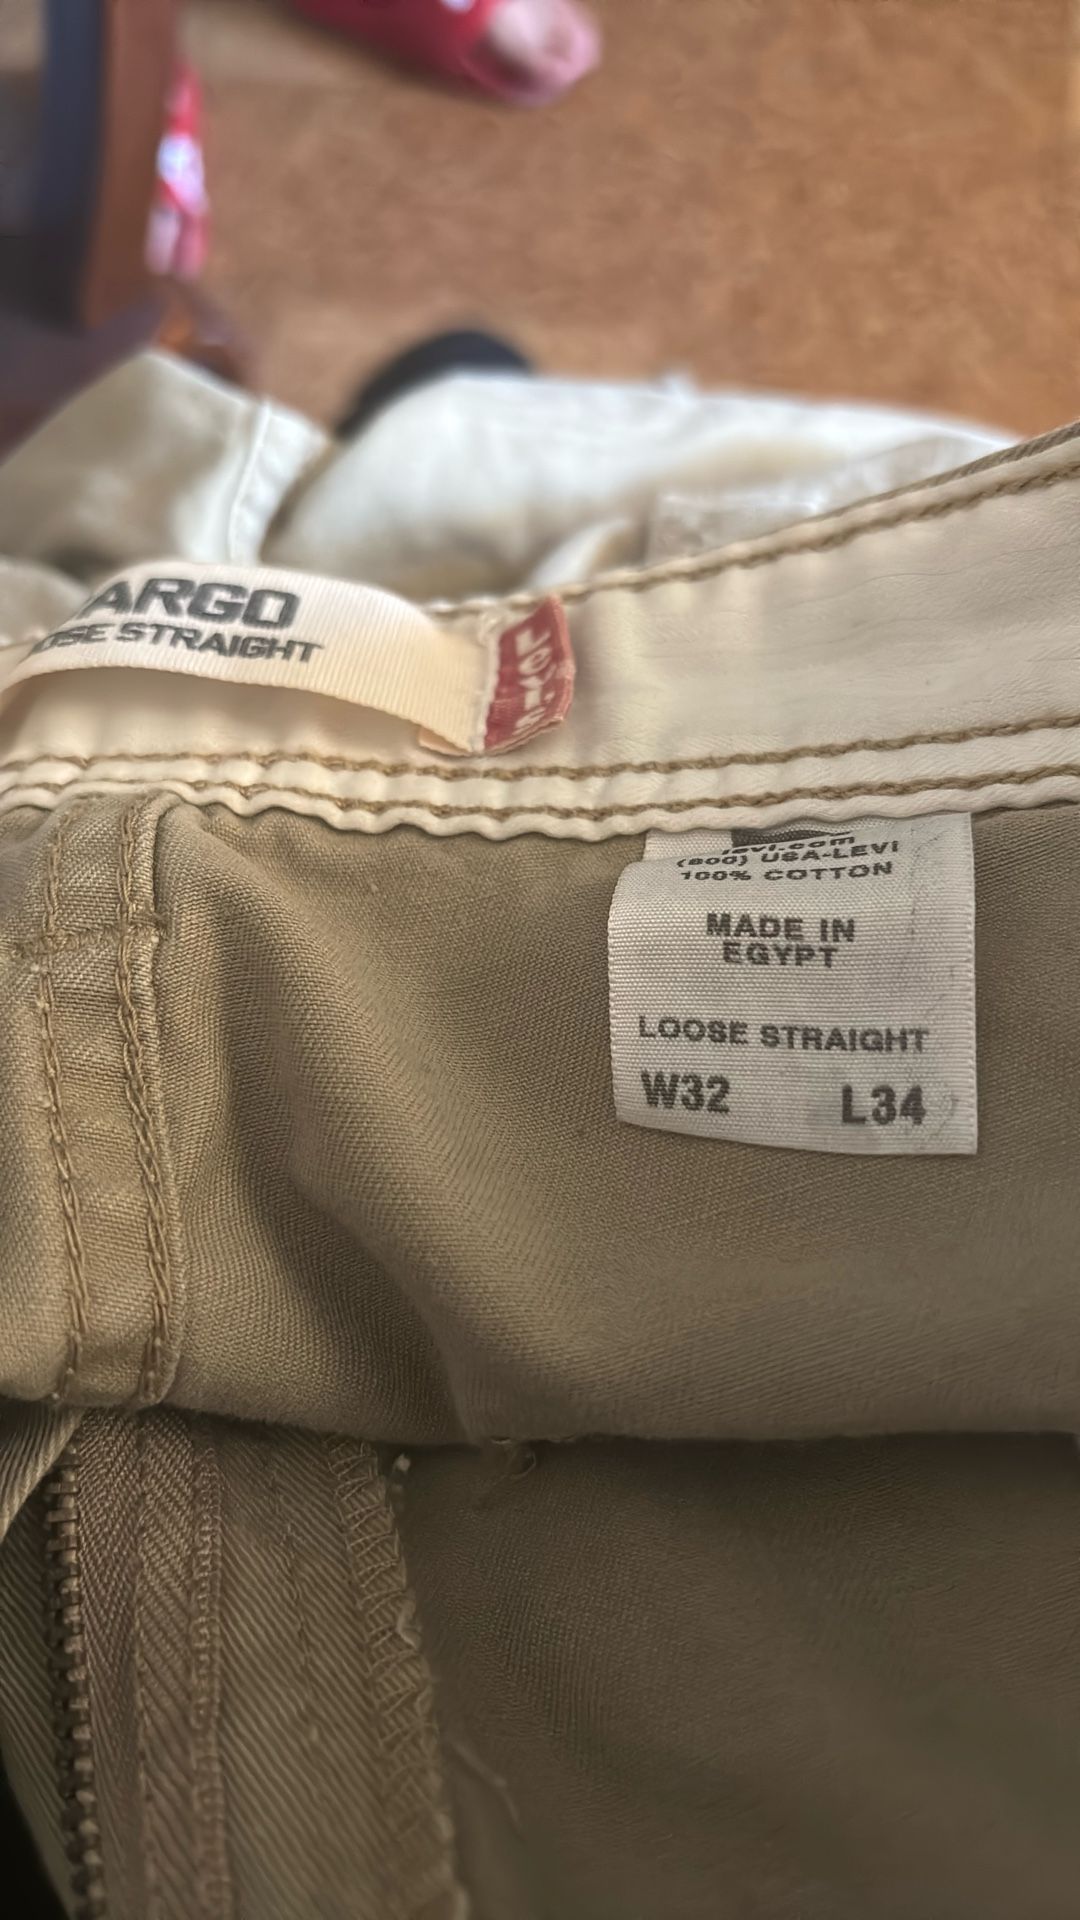 ARGO
OSE STRAIGHT
Levi's
levi.com
(800) USA-LEVI
100% COTTON
MADE IN
EGYPT
LOOSE STRAIGHT
W32 L34